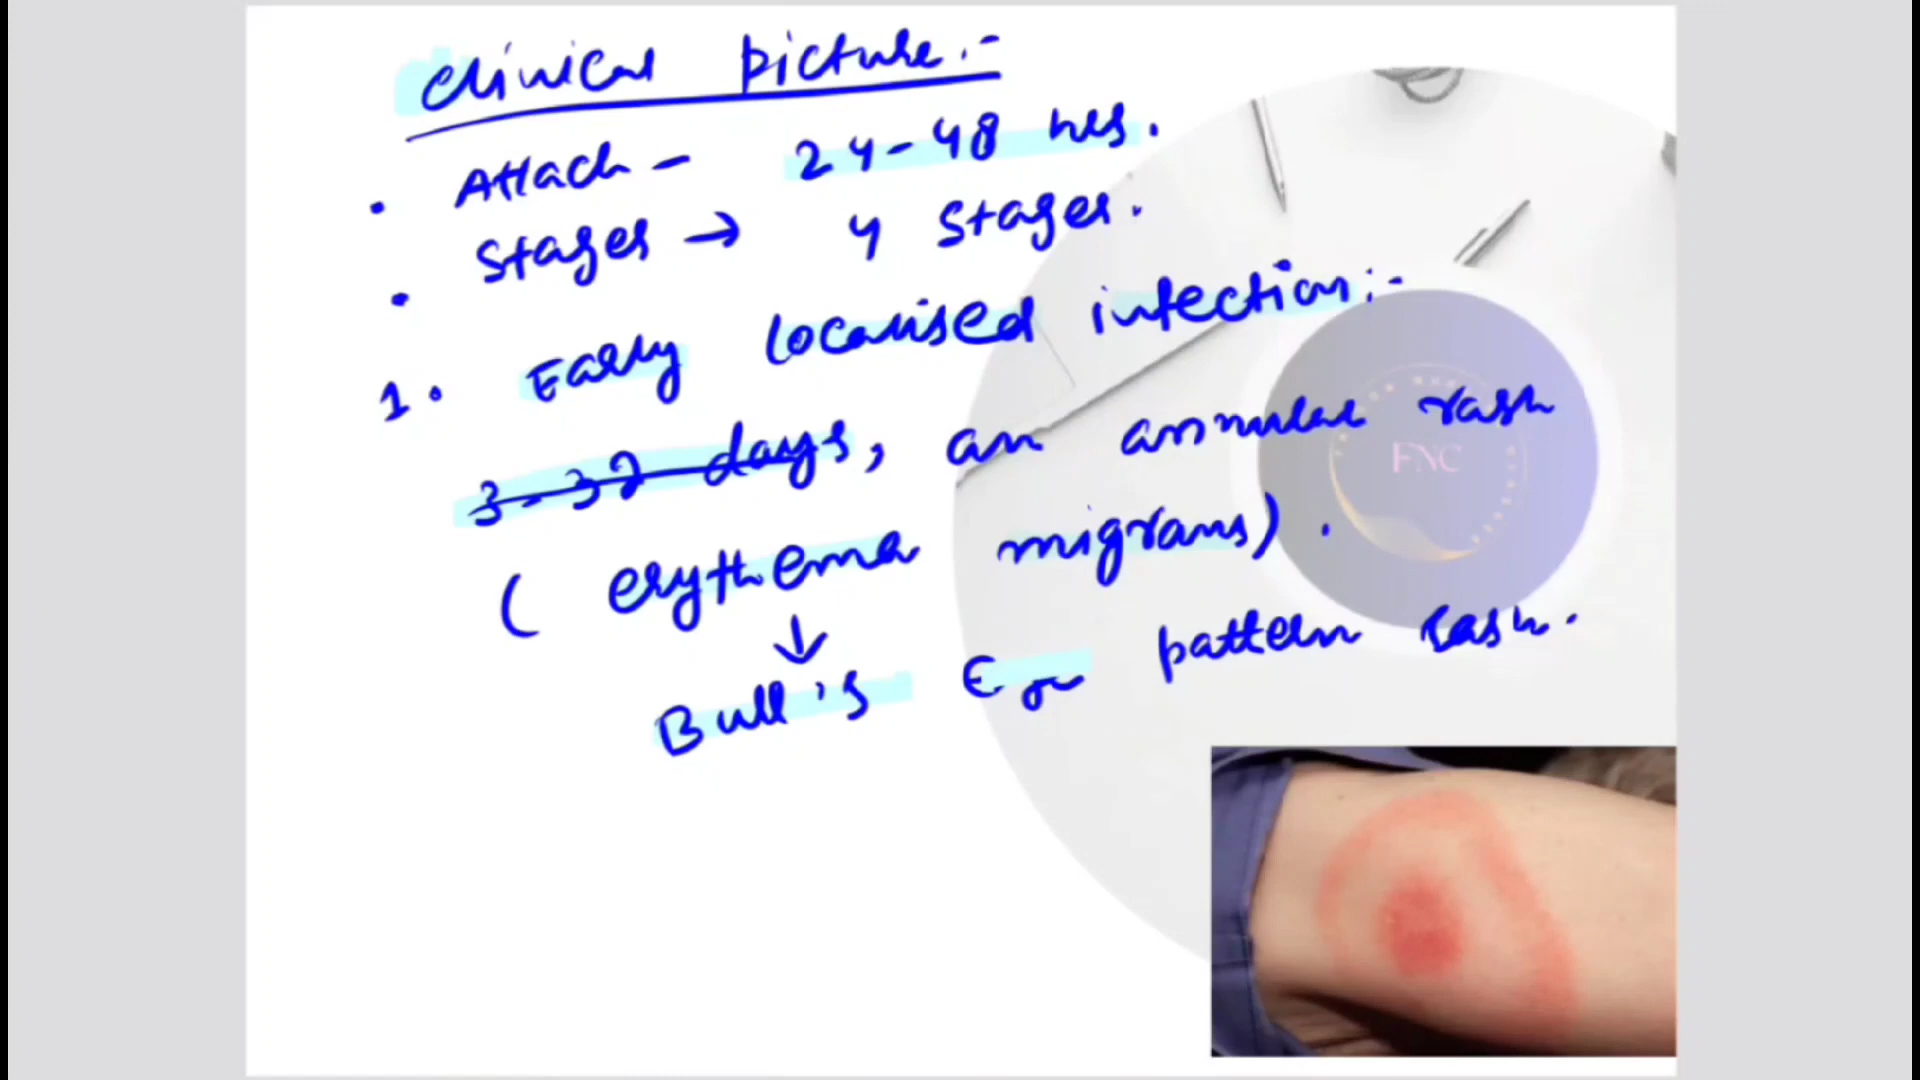 Clinical picture :-
• Attach - 24-48 hrs.
• Stages → 4 stages.
1. Early localised infection :-
3-32 days, an annular rash
( erythema migrans).
↓
Bull's Eye pattern rash.
FNC